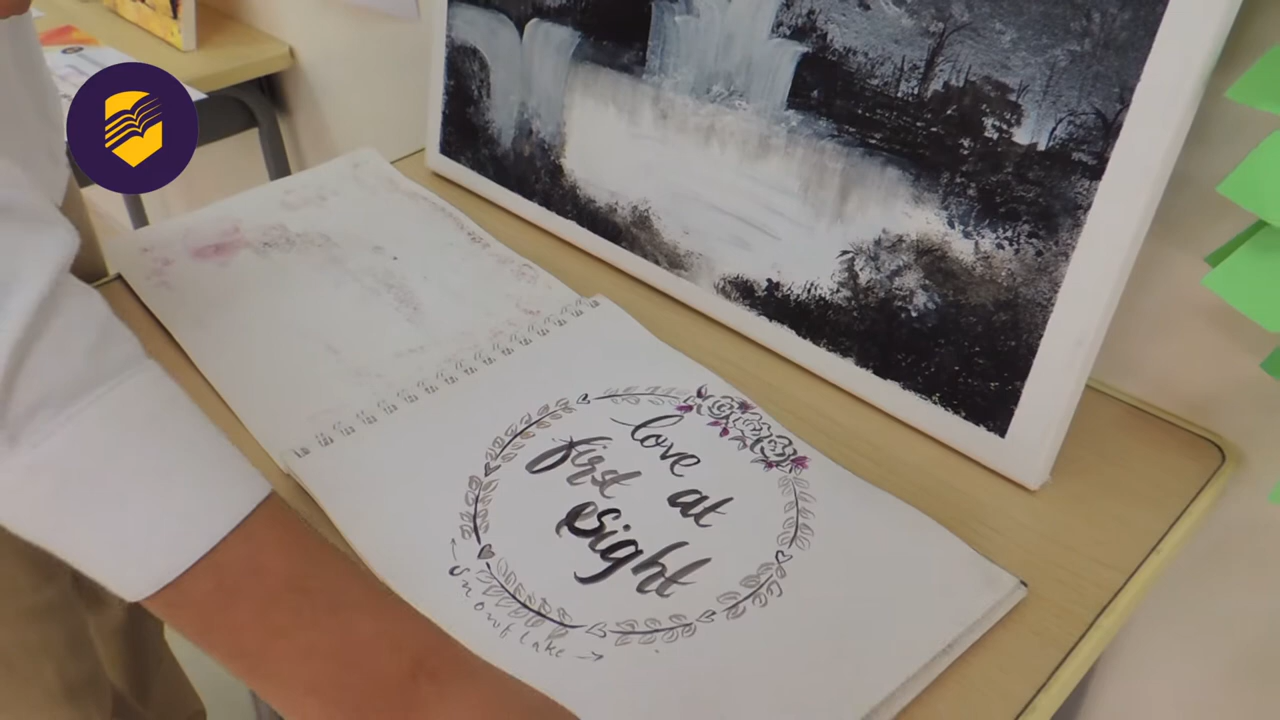 love at
first
sight
← snowflake →